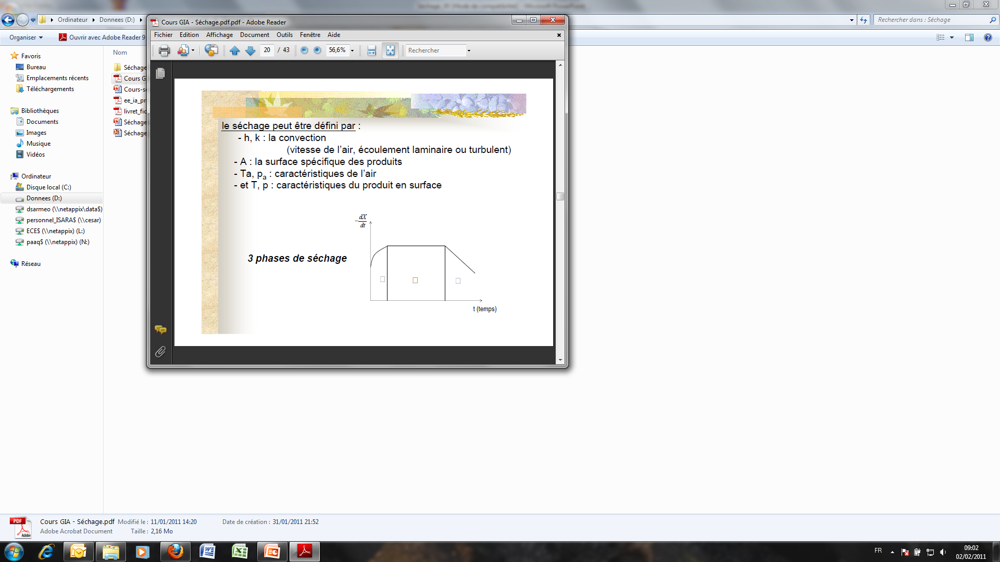 Ordinateur
Donnees (D:)
Rechercher dans : Séchage
Organiser
Ouvrir avec Adobe Reader 9
Favoris
Bureau
Emplacements récents
Téléchargements
Bibliothèques
Documents
Images
Musique
Vidéos
Ordinateur
Disque local (C:)
Donnees (D:)
dsarmeo (\\netappix\data$)
personnel_ISARA$ (\\cesar)
ECE$ (\\netappix) (L:)
paaq$ (\\netappix) (N:)
Réseau
Nom
Séchage
Cours G
Cours-s
ee_ia_pr
livret_fic
Séchage
Séchage
Cours GIA - Séchage.pdf.pdf - Adobe Reader
Fichier Edition Affichage Document Outils Fenêtre Aide
20 / 43 56,6% Rechercher
le séchage peut être défini par :
- h, k : la convection
(vitesse de l'air, écoulement laminaire ou turbulent)
- A : la surface spécifique des produits
- Ta, pa : caractéristiques de l'air
- et T, p : caractéristiques du produit en surface
-dX/dt
3 phases de séchage
t (temps)
Cours GIA - Séchage.pdf Modifié le : 11/01/2011 14:20 Date de création : 31/01/2011 21:52
Adobe Acrobat Document Taille : 2,16 Mo
FR
09:02
02/02/2011